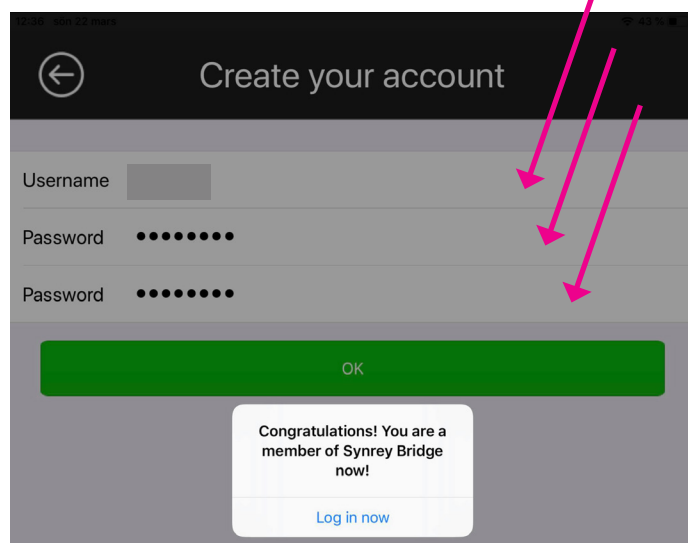 12:36 sön 22 mars 43 %
Create your account
Username
Password ••••••••
Password ••••••••
OK
Congratulations! You are a
member of Synrey Bridge
now!
Log in now